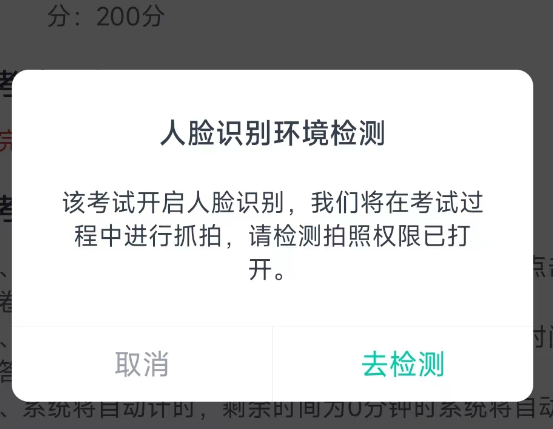 分：200分
人脸识别环境检测
该考试开启人脸识别，我们将在考试过
程中进行抓拍，请检测拍照权限已打
开。
取消
去检测
、系统将自动计时，剩余时间为0分钟的系统将自动